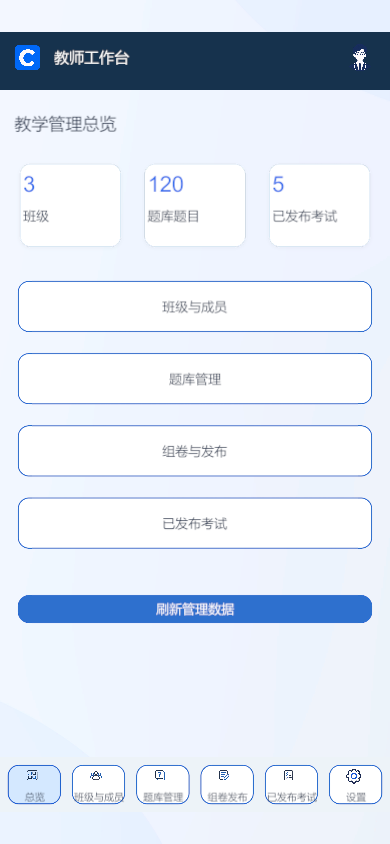 C 教师工作台
教学管理总览
3 120 5
班级 题库题目 已发布考试
班级与成员
题库管理
组卷与发布
已发布考试
刷新管理数据
总览 班级与成员 题库管理 组卷发布 已发布考试 设置